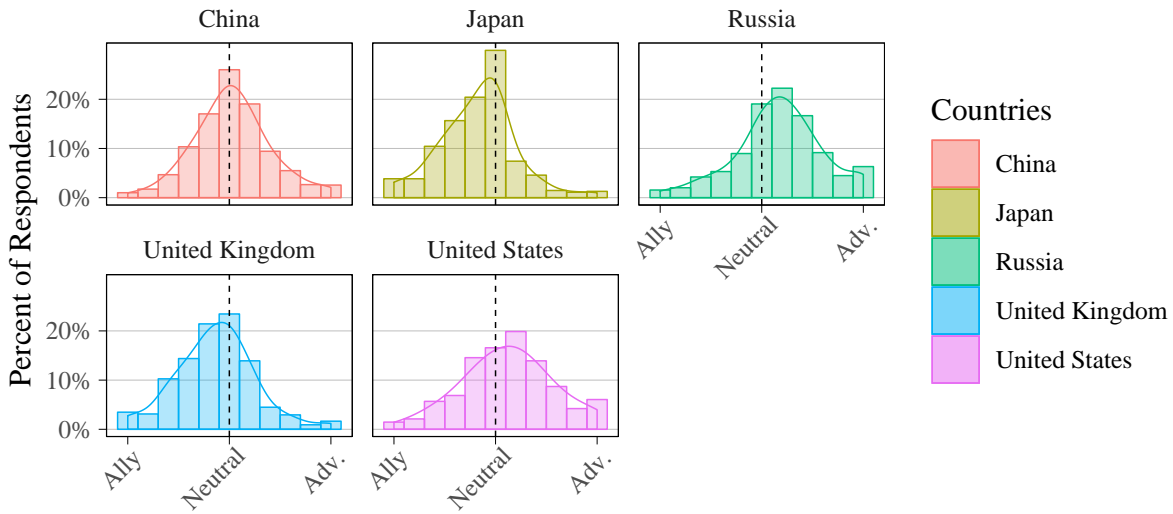 China
Japan
Russia
Percent of Respondents
20%
10%
0%
Ally
Neutral
Adv.
United Kingdom
United States
20%
10%
0%
Ally
Neutral
Adv.
Ally
Neutral
Adv.
Countries
China
Japan
Russia
United Kingdom
United States